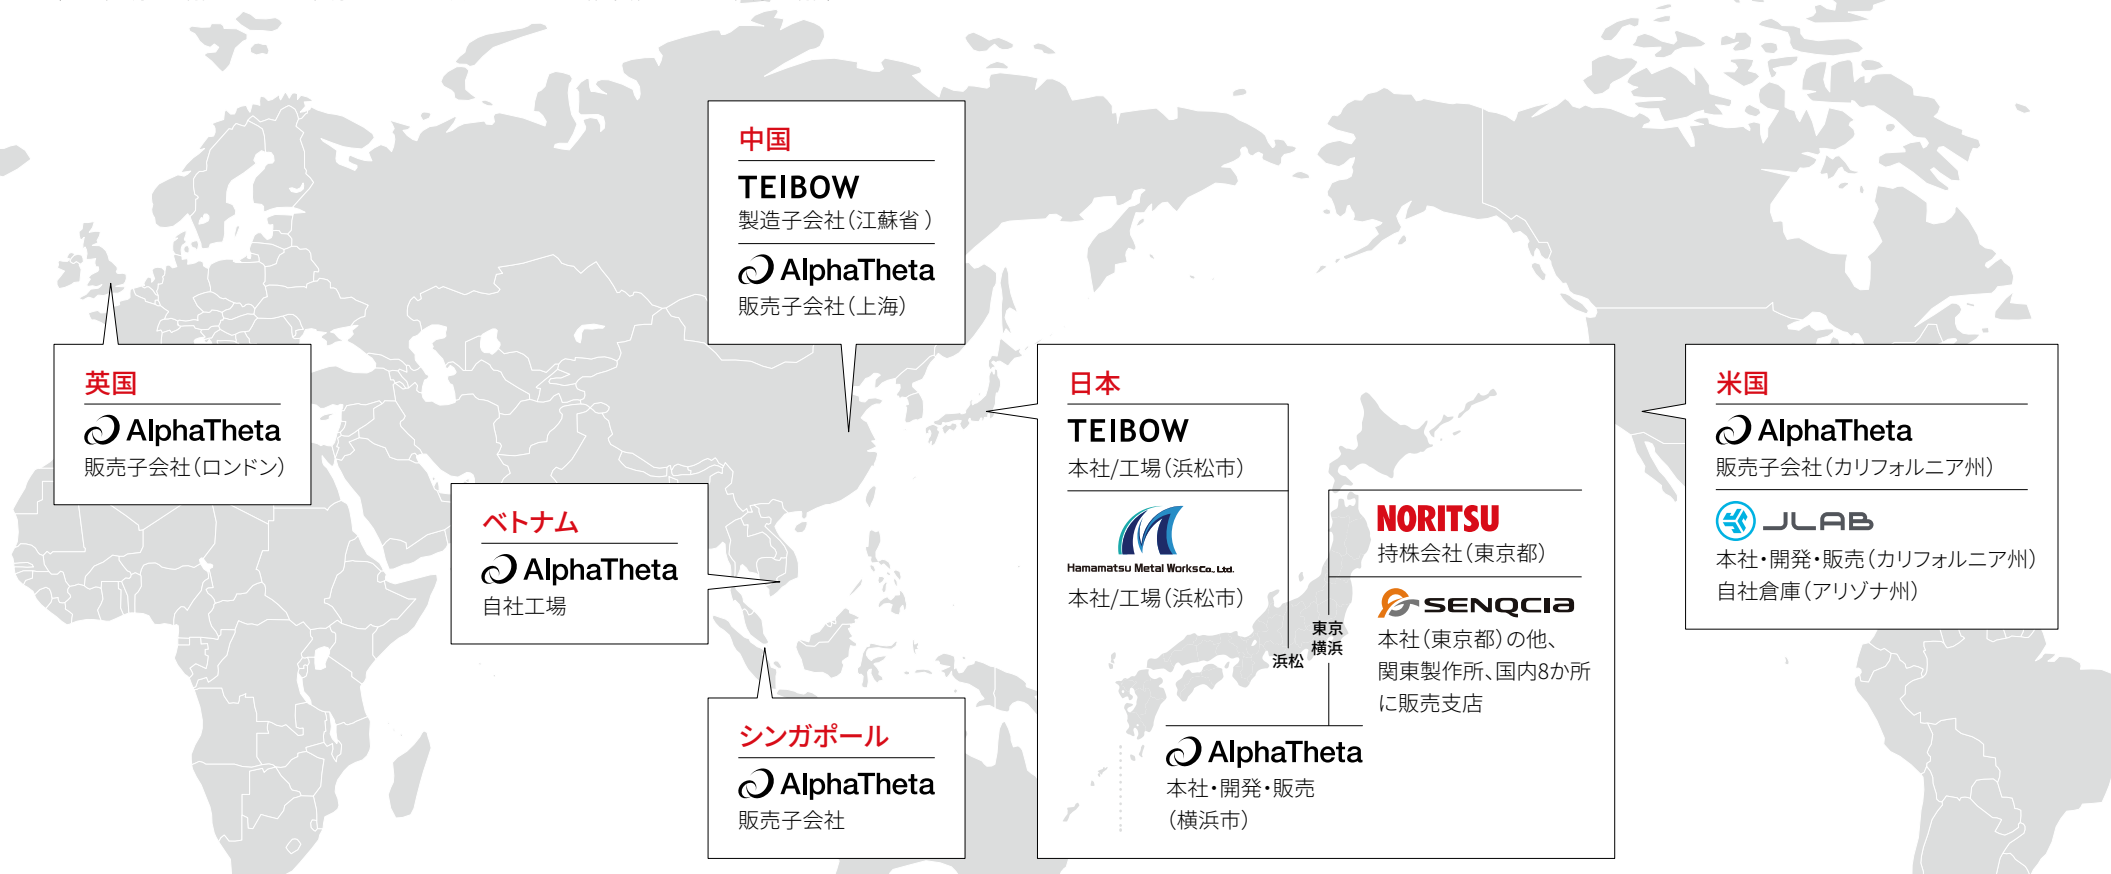 中国
TEIBOW
製造子会社(江蘇省)
AlphaTheta
販売子会社(上海)
英国
AlphaTheta
販売子会社(ロンドン)
ベトナム
AlphaTheta
自社工場
シンガポール
AlphaTheta
販売子会社
日本
TEIBOW
本社/工場(浜松市)
Hamamatsu Metal Works Co., Ltd.
本社/工場(浜松市)
浜松
東京
横浜
NORITSU
持株会社(東京都)
SENQCIA
本社(東京都)の他、
関東製作所、国内8か所
に販売支店
AlphaTheta
本社・開発・販売
(横浜市)
米国
AlphaTheta
販売子会社(カリフォルニア州)
JLAB
本社・開発・販売(カリフォルニア州)
自社倉庫(アリゾナ州)